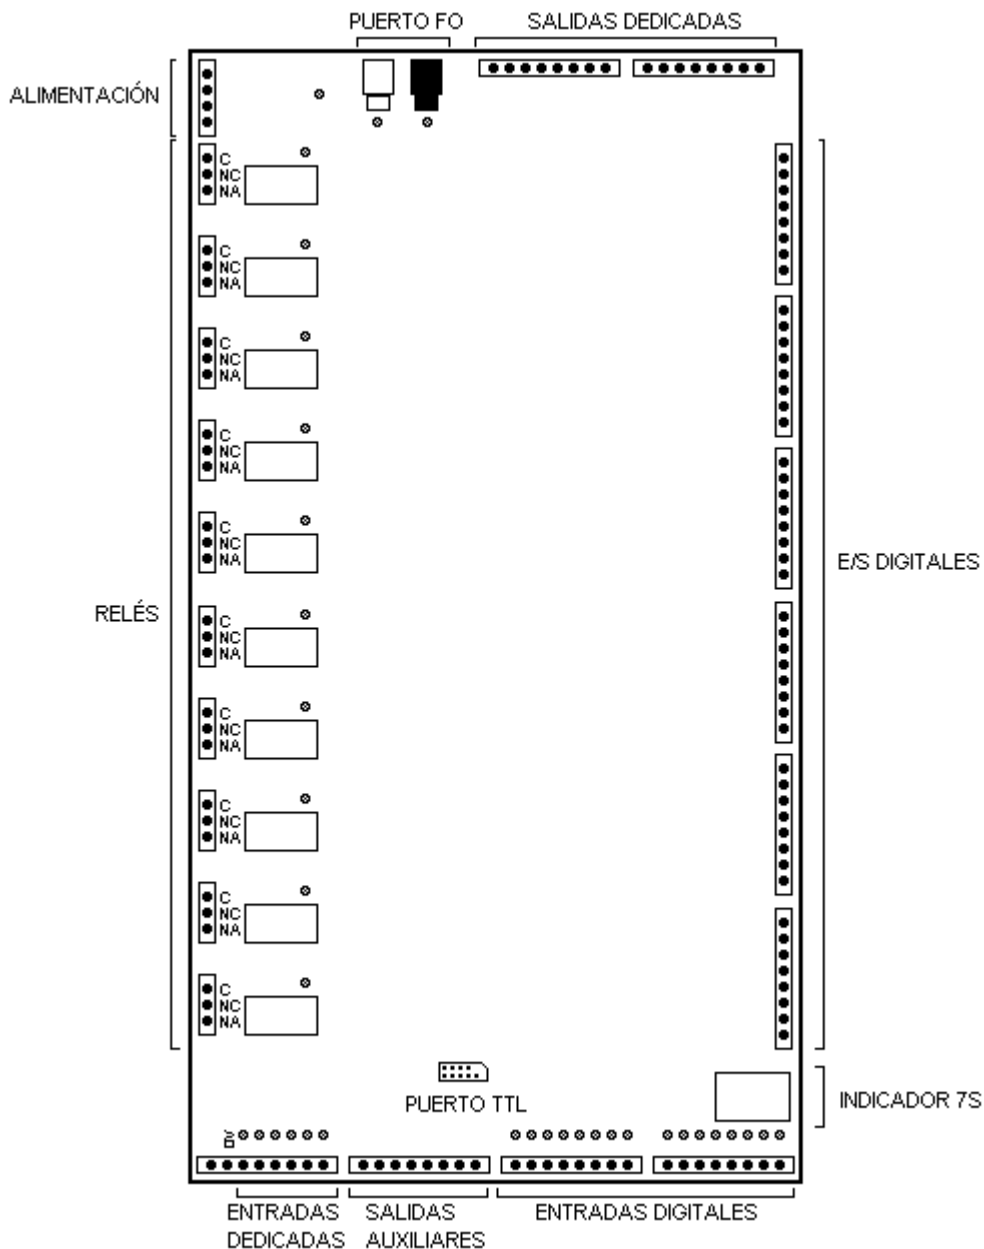 PUERTO FO
SALIDAS DEDICADAS
ALIMENTACIÓN
C
NC
NA
C
NC
NA
C
NC
NA
C
NC
NA
C
NC
NA
E/S DIGITALES
RELÉS
C
NC
NA
C
NC
NA
C
NC
NA
C
NC
NA
C
NC
NA
PUERTO TTL
INDICADOR 7S
ENTRADAS
DEDICADAS
SALIDAS
AUXILIARES
ENTRADAS DIGITALES